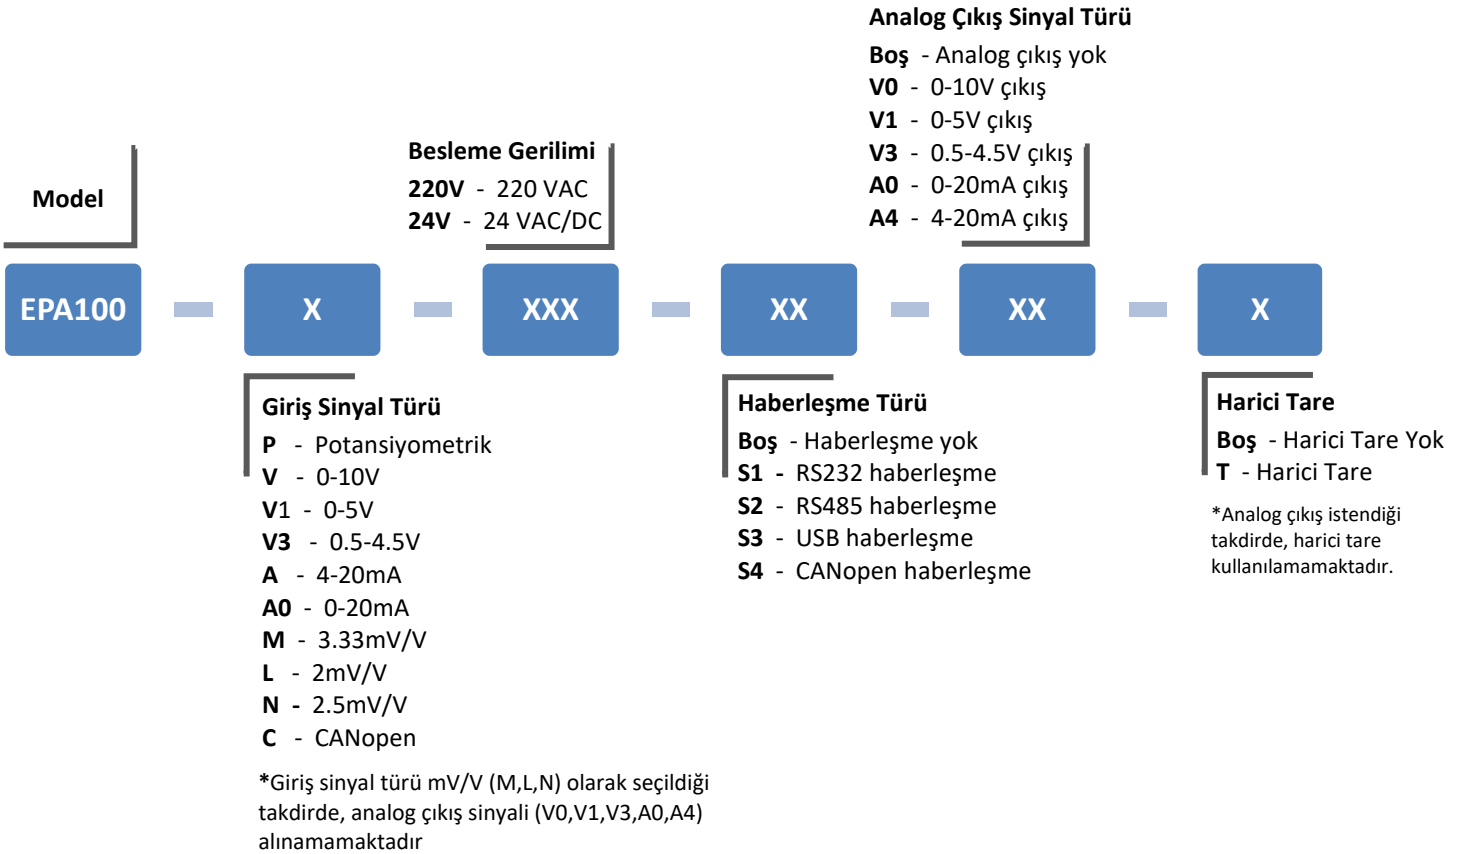 Analog Çıkış Sinyal Türü
Boş - Analog çıkış yok
V0 - 0-10V çıkış
V1 - 0-5V çıkış
V3 - 0.5-4.5V çıkış
A0 - 0-20mA çıkış
A4 - 4-20mA çıkış
Besleme Gerilimi
220V - 220 VAC
24V - 24 VAC/DC
Model
EPA100 - X - XXX - XX - XX - X
Giriş Sinyal Türü
P - Potansiyometrik
V - 0-10V
V1 - 0-5V
V3 - 0.5-4.5V
A - 4-20mA
A0 - 0-20mA
M - 3.33mV/V
L - 2mV/V
N - 2.5mV/V
C - CANopen
*Giriş sinyal türü mV/V (M,L,N) olarak seçildiği
takdirde, analog çıkış sinyali (V0,V1,V3,A0,A4)
alınamamaktadır
Haberleşme Türü
Boş - Haberleşme yok
S1 - RS232 haberleşme
S2 - RS485 haberleşme
S3 - USB haberleşme
S4 - CANopen haberleşme
Harici Tare
Boş - Harici Tare Yok
T - Harici Tare
*Analog çıkış istendiği
takdirde, harici tare
kullanılamamaktadır.